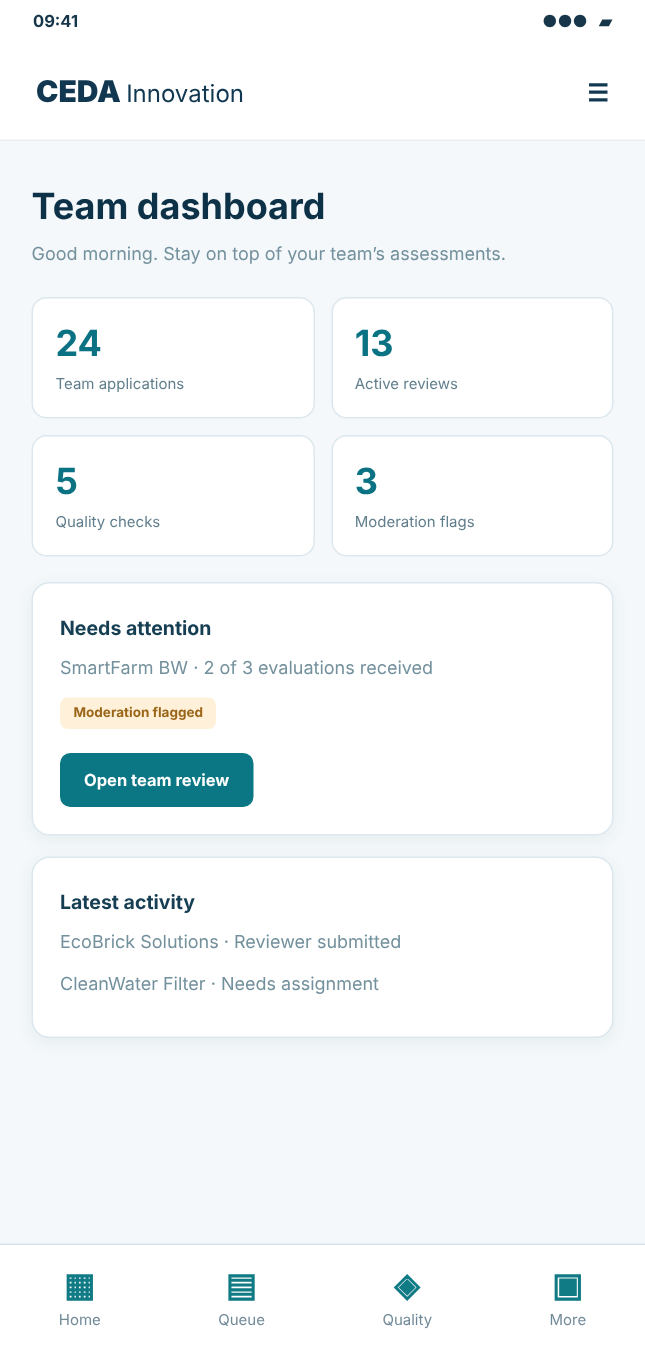 09:41
CEDA Innovation
Team dashboard
Good morning. Stay on top of your team’s assessments.
24
Team applications
13
Active reviews
5
Quality checks
3
Moderation flags
Needs attention
SmartFarm BW · 2 of 3 evaluations received
Moderation flagged
Open team review
Latest activity
EcoBrick Solutions · Reviewer submitted
CleanWater Filter · Needs assignment
Home
Queue
Quality
More